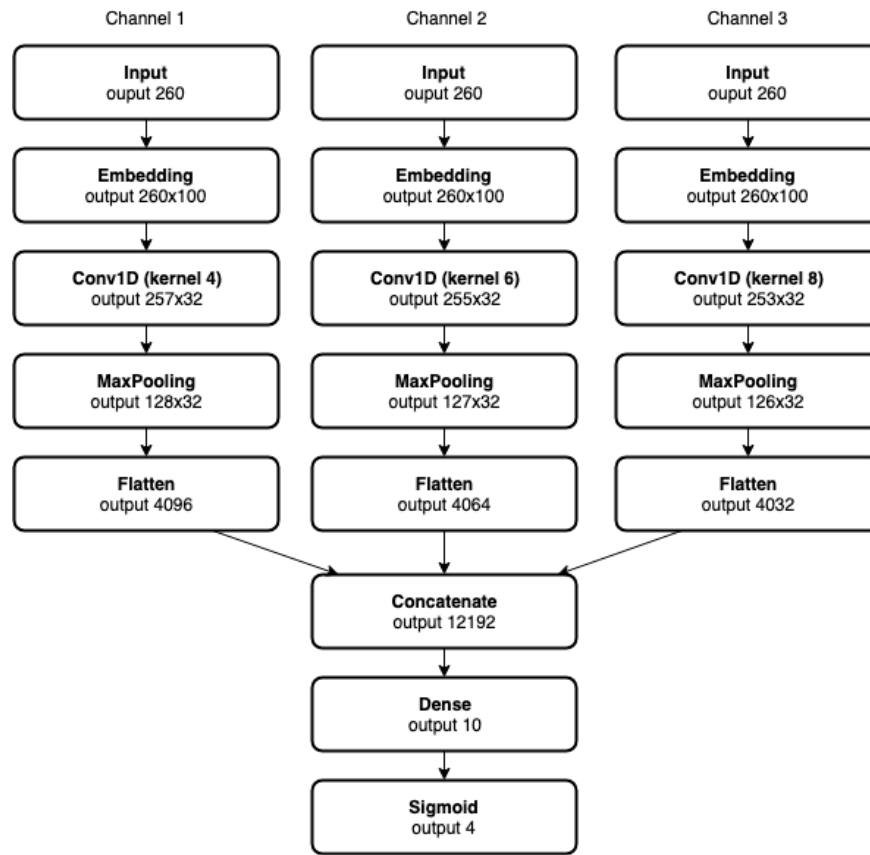 Channel 1
Channel 2
Channel 3
Input
ouput 260
Input
ouput 260
Input
ouput 260
Embedding
output 260x100
Embedding
output 260x100
Embedding
output 260x100
Conv1D (kernel 4)
output 257x32
Conv1D (kernel 6)
output 255x32
Conv1D (kernel 8)
output 253x32
MaxPooling
output 128x32
MaxPooling
output 127x32
MaxPooling
output 126x32
Flatten
output 4096
Flatten
output 4064
Flatten
output 4032
Concatenate
output 12192
Dense
output 10
Sigmoid
output 4